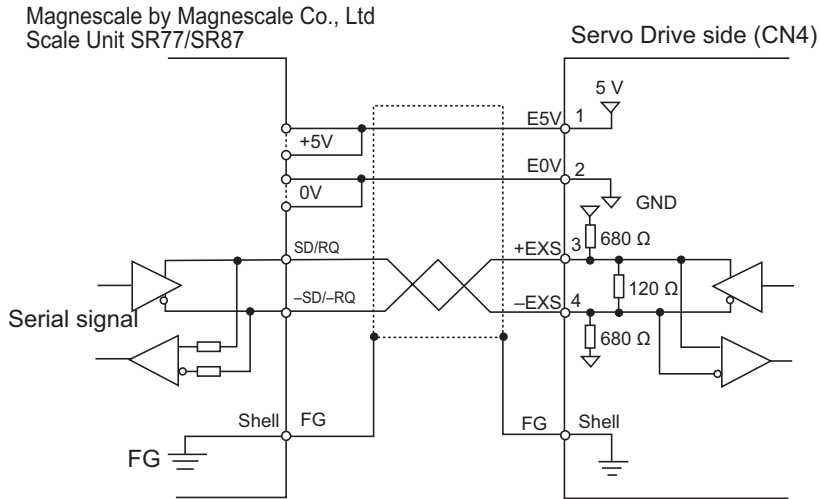 Magnescale by Magnescale Co., Ltd
Scale Unit SR77/SR87
Servo Drive side (CN4)
5 V
E5V 1
+5V
E0V 2
0V
GND
680 Ω
SD/RQ
+EXS 3
120 Ω
–SD/–RQ
–EXS 4
Serial signal
680 Ω
Shell FG
FG Shell
FG